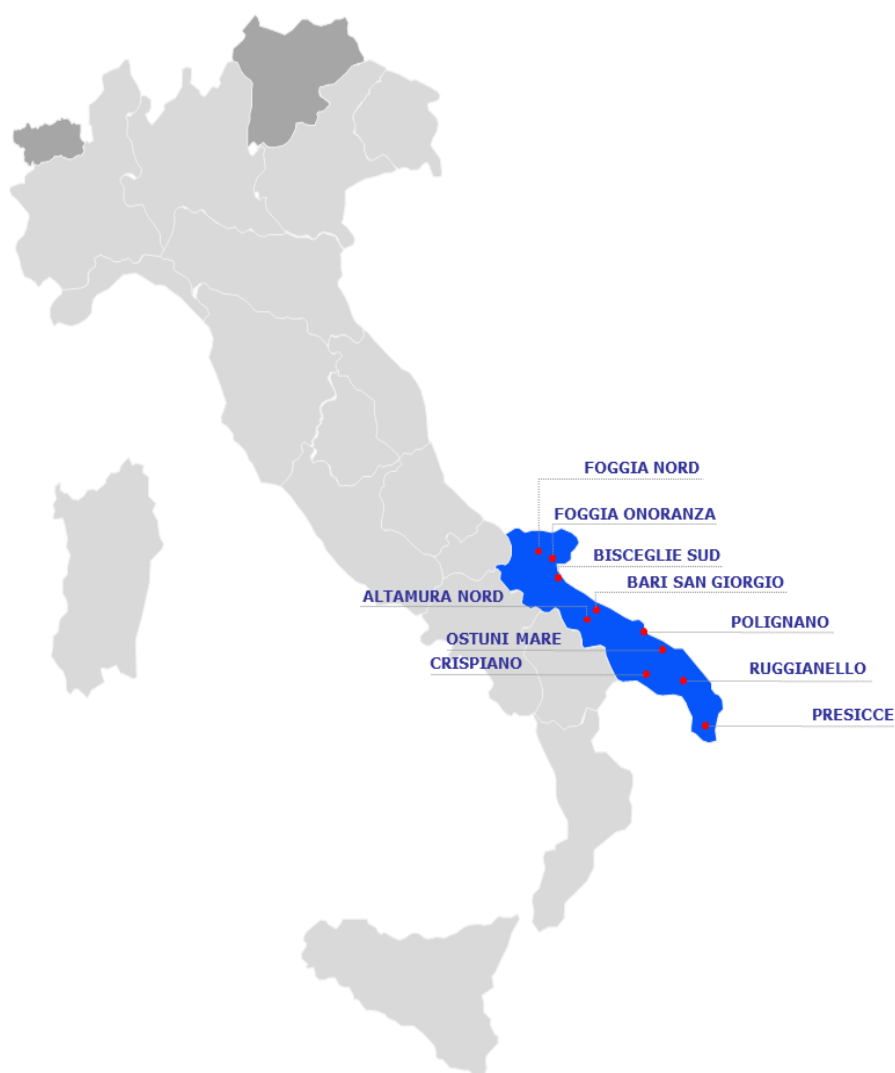 FOGGIA NORD
FOGGIA ONORANZA
BISCEGLIE SUD
BARI SAN GIORGIO
ALTAMURA NORD
POLIGNANO
OSTUNI MARE
CRISPIANO
RUGGIANELLO
PRESICCE